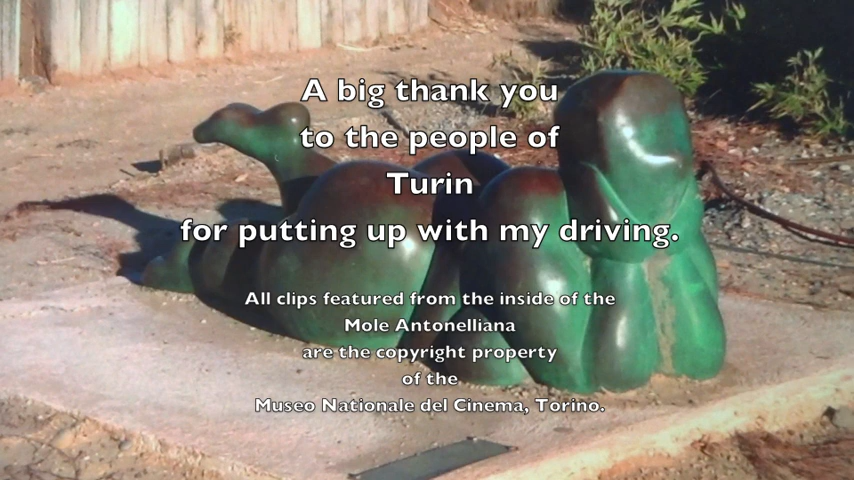 A big thank you
to the people of
Turin
for putting up with my driving.
All clips featured from the inside of the
Mole Antonelliana
are the copyright property
of the
Museo Nationale del Cinema, Torino.